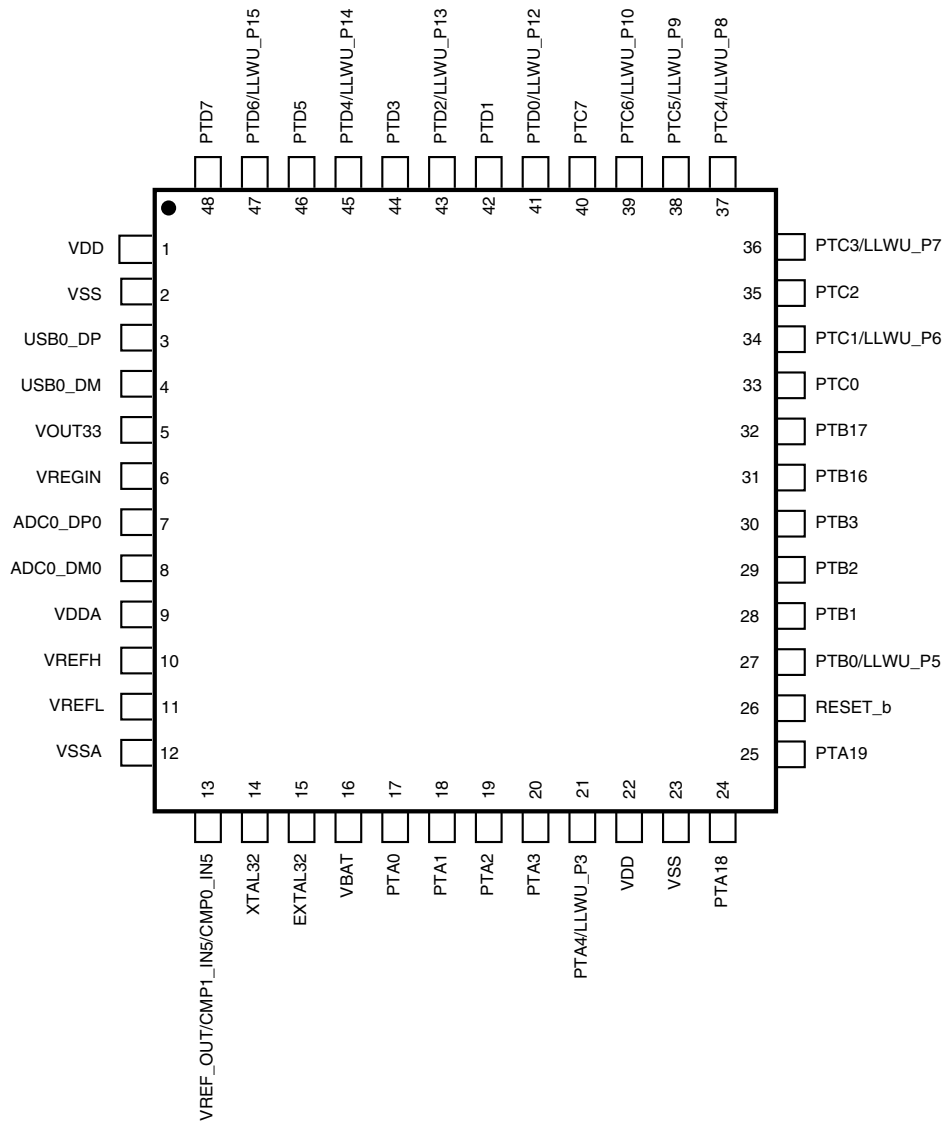 PTD7
PTD6/LLWU_P15
PTD5
PTD4/LLWU_P14
PTD3
PTD2/LLWU_P13
PTD1
PTD0/LLWU_P12
PTC7
PTC6/LLWU_P10
PTC5/LLWU_P9
PTC4/LLWU_P8
48
47
46
45
44
43
42
41
40
39
38
37
VDD 1
VSS 2
USB0_DP 3
USB0_DM 4
VOUT33 5
VREGIN 6
ADC0_DP0 7
ADC0_DM0 8
VDDA 9
VREFH 10
VREFL 11
VSSA 12
36 PTC3/LLWU_P7
35 PTC2
34 PTC1/LLWU_P6
33 PTC0
32 PTB17
31 PTB16
30 PTB3
29 PTB2
28 PTB1
27 PTB0/LLWU_P5
26 RESET_b
25 PTA19
13
14
15
16
17
18
19
20
21
22
23
24
VREF_OUT/CMP1_IN5/CMP0_IN5
XTAL32
EXTAL32
VBAT
PTA0
PTA1
PTA2
PTA3
PTA4/LLWU_P3
VDD
VSS
PTA18